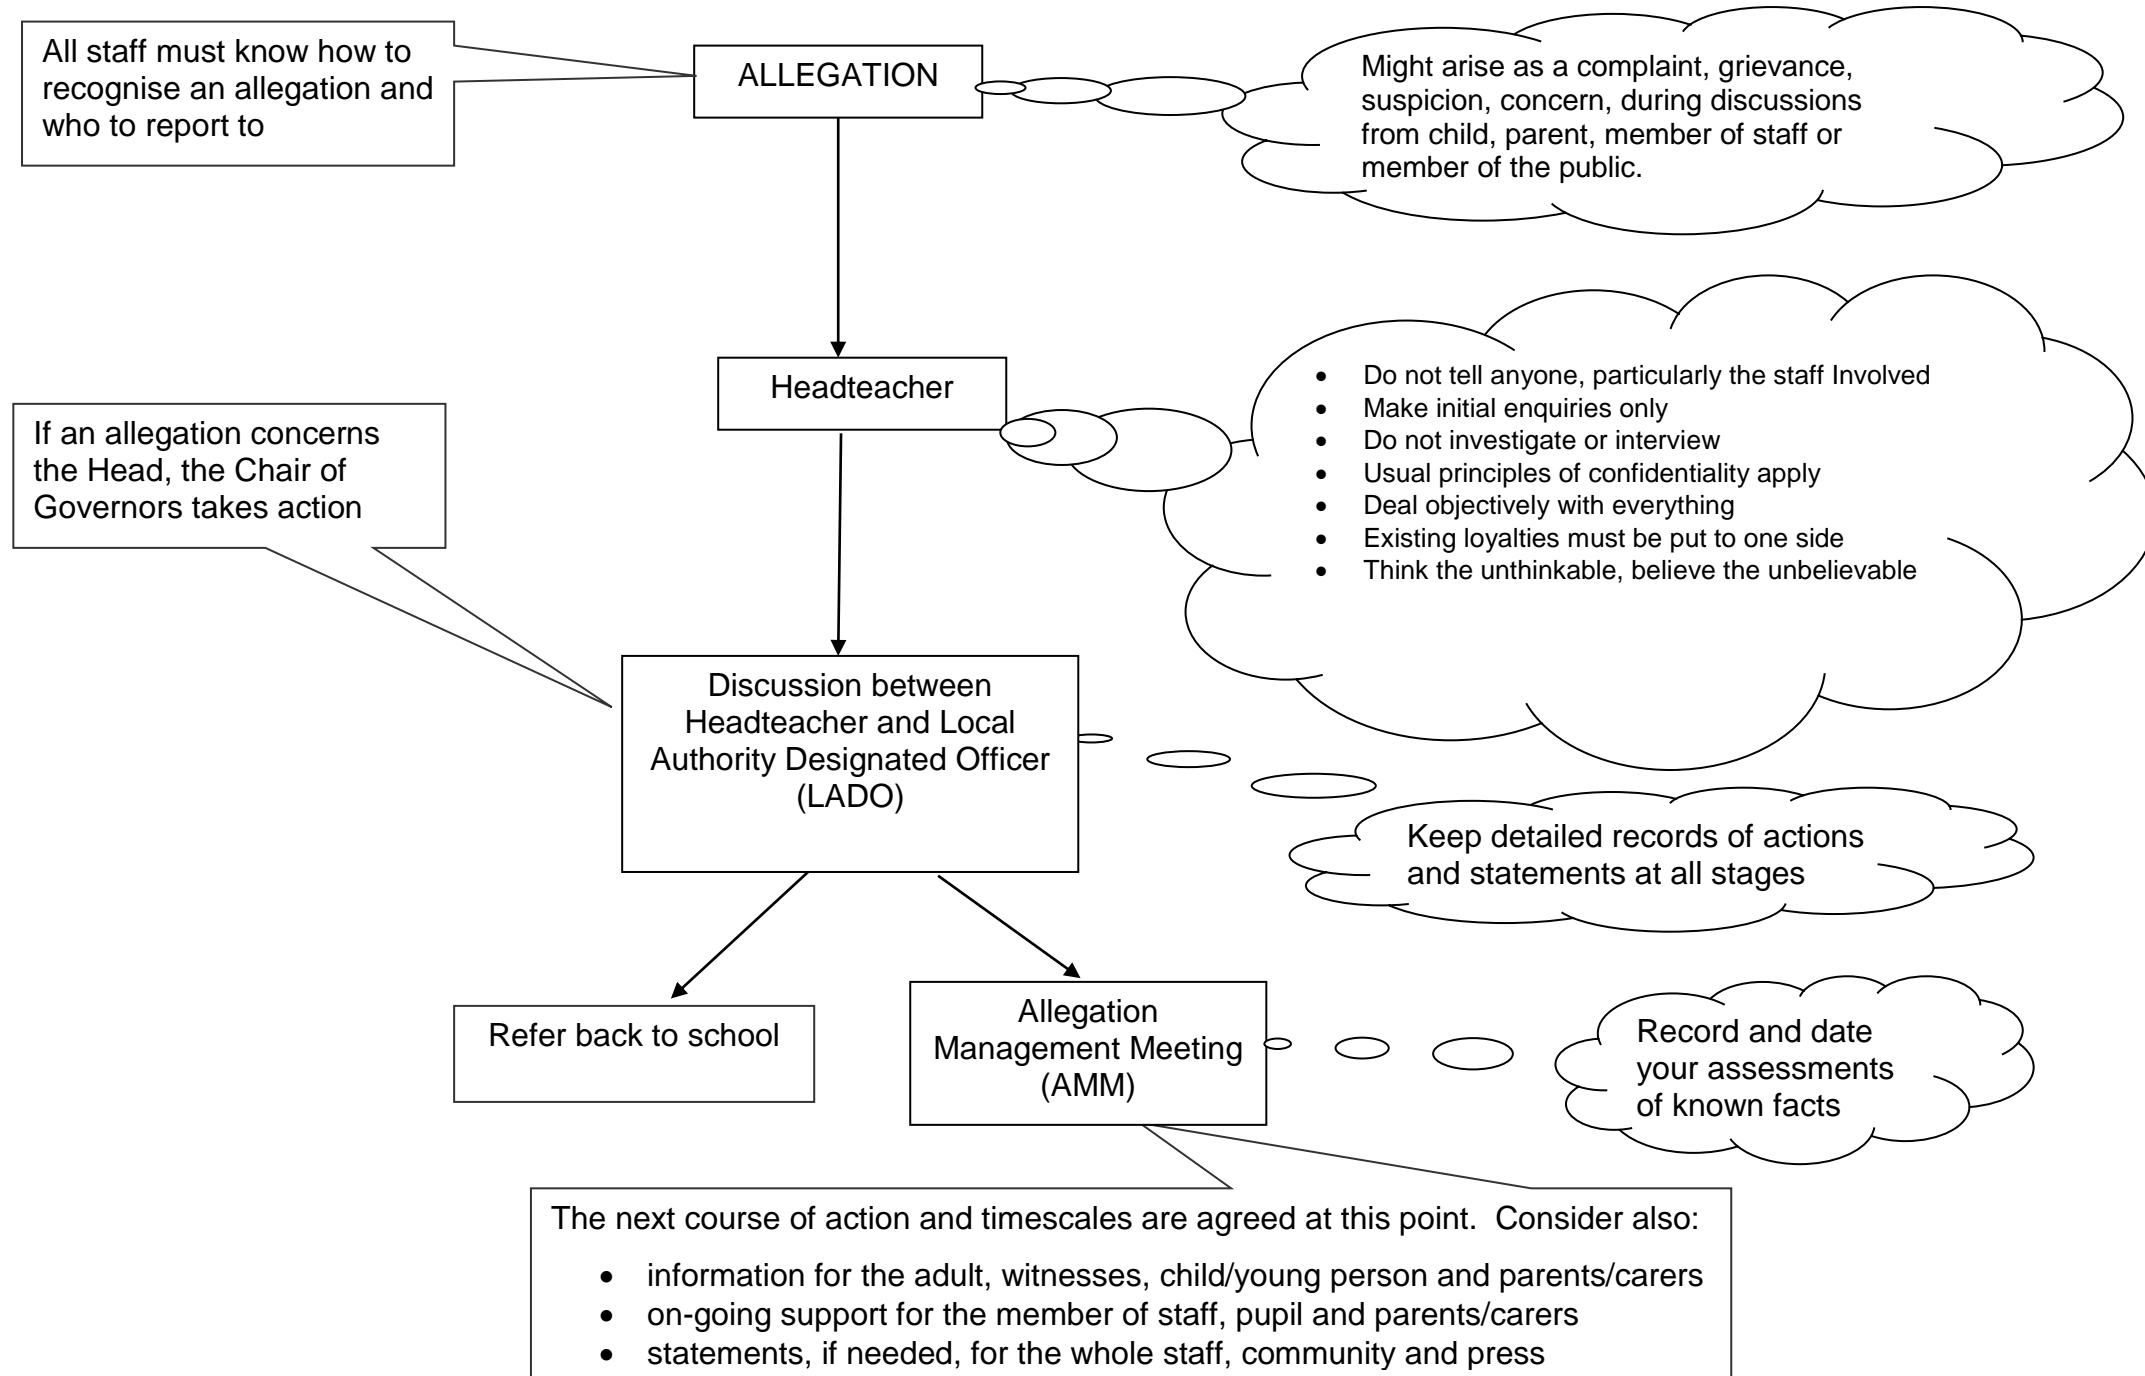 All staff must know how to
recognise an allegation and
who to report to
ALLEGATION
Might arise as a complaint, grievance,
suspicion, concern, during discussions
from child, parent, member of staff or
member of the public.
Headteacher
• Do not tell anyone, particularly the staff Involved
• Make initial enquiries only
• Do not investigate or interview
• Usual principles of confidentiality apply
• Deal objectively with everything
• Existing loyalties must be put to one side
• Think the unthinkable, believe the unbelievable
If an allegation concerns
the Head, the Chair of
Governors takes action
Discussion between
Headteacher and Local
Authority Designated Officer
(LADO)
Keep detailed records of actions
and statements at all stages
Refer back to school
Allegation
Management Meeting
(AMM)
Record and date
your assessments
of known facts
The next course of action and timescales are agreed at this point.  Consider also:
• information for the adult, witnesses, child/young person and parents/carers
• on-going support for the member of staff, pupil and parents/carers
• statements, if needed, for the whole staff, community and press